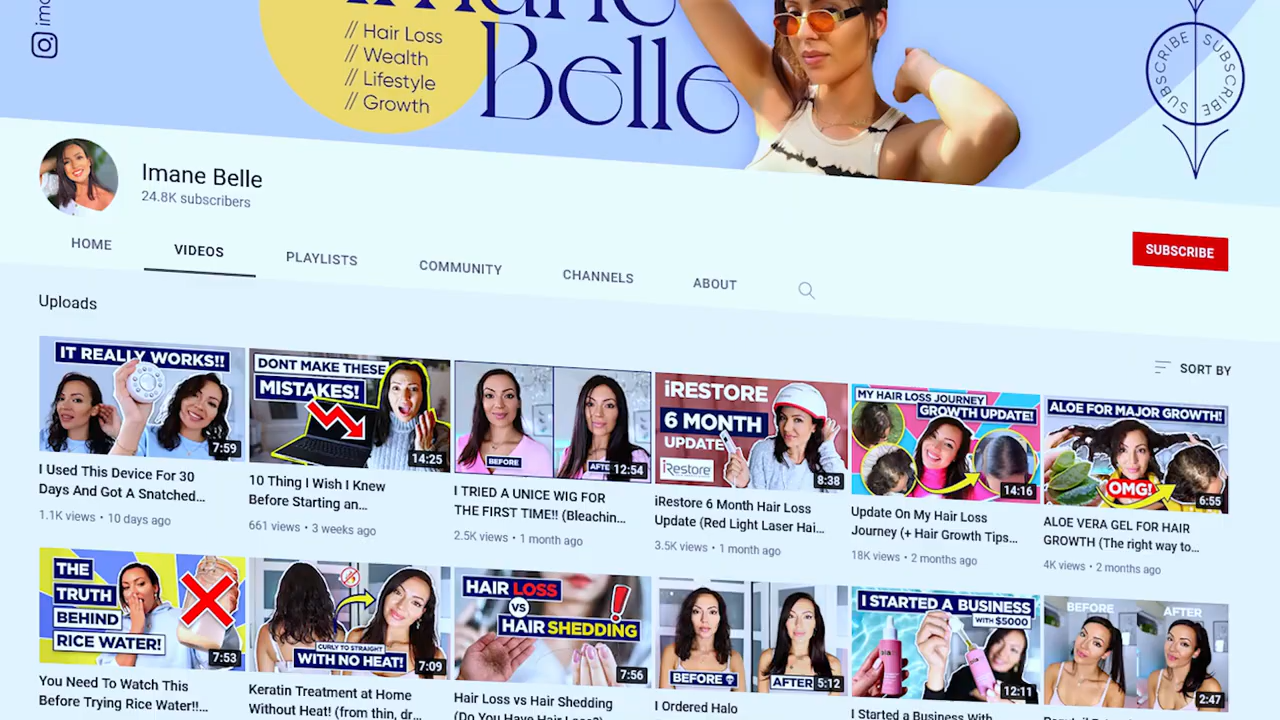 Imane
Belle
// Hair Loss
// Wealth
// Lifestyle
// Growth
SUBSCRIBE SUBSCRIBE
Imane Belle
24.8K subscribers
SUBSCRIBE
HOME
VIDEOS
PLAYLISTS
COMMUNITY
CHANNELS
ABOUT
Uploads
SORT BY
IT REALLY WORKS!!
7:59
I Used This Device For 30
Days And Got A Snatched...
1.1K views • 10 days ago
DONT MAKE THESE
MISTAKES!
14:25
10 Thing I Wish I Knew
Before Starting an...
661 views • 3 weeks ago
BEFORE
AFTE
12:54
I TRIED A UNICE WIG FOR
THE FIRST TIME!! (Bleachin...
2.5K views • 1 month ago
iRESTORE
6 MONTH
UPDATE
iRestore
8:38
iRestore 6 Month Hair Loss
Update (Red Light Laser Hai...
3.5K views • 1 month ago
MY HAIR LOSS JOURNEY
GROWTH UPDATE!
14:16
Update On My Hair Loss
Journey (+ Hair Growth Tips...
18K views • 2 months ago
ALOE FOR MAJOR GROWTH!
OMG!
6:55
ALOE VERA GEL FOR HAIR
GROWTH (The right way to...
4K views • 2 months ago
THE
TRUTH
BEHIND
RICE WATER!
7:53
You Need To Watch This
Before Trying Rice Water!!...
CURLY TO STRAIGHT
WITH NO HEAT!
7:09
Keratin Treatment at Home
Without Heat! (from thin, dr...
HAIR LOSS
VS
HAIR SHEDDING
7:56
Hair Loss vs Hair Shedding
(Do You Have Hair Loss?
BEFORE
AFTER
5:12
I Ordered Halo
I STARTED A BUSINESS
WITH $5000
12:11
I Started a Business With
BEFORE
AFTER
2:47